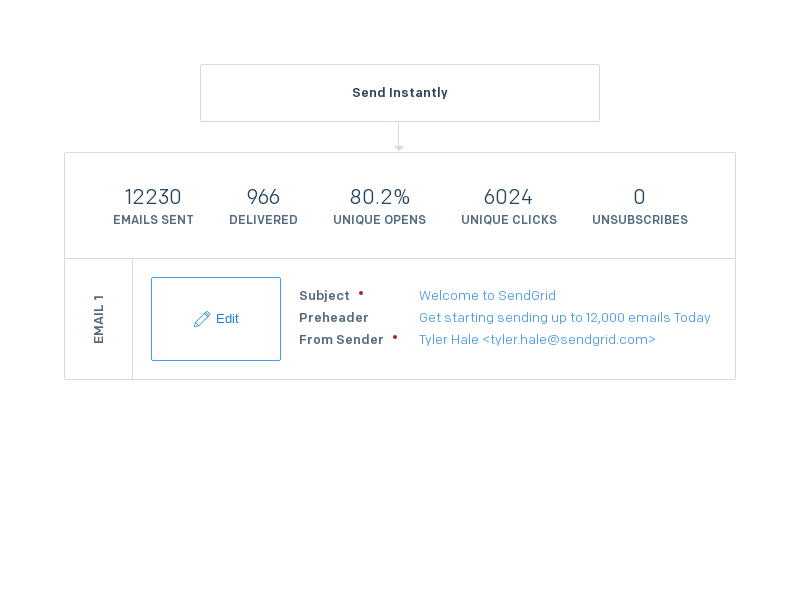 Send Instantly
12230 966 80.2% 6024 0
EMAILS SENT DELIVERED UNIQUE OPENS UNIQUE CLICKS UNSUBSCRIBES
EMAIL 1
Edit
Subject • Welcome to SendGrid
Preheader Get starting sending up to 12,000 emails Today
From Sender • Tyler Hale <tyler.hale@sendgrid.com>